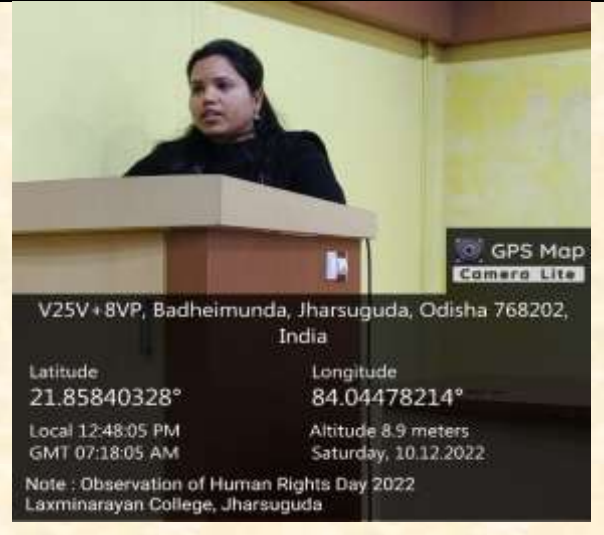 GPS Map
Camera Lite
V25V+8VP, Badheimunda, Jharsuguda, Odisha 768202,
India
Latitude
21.85840328°
Longitude
84.04478214°
Local 12:48:05 PM
GMT 07:18:05 AM
Altitude 8.9 meters
Saturday, 10.12.2022
Note : Observation of Human Rights Day 2022
Laxminarayan College, Jharsuguda